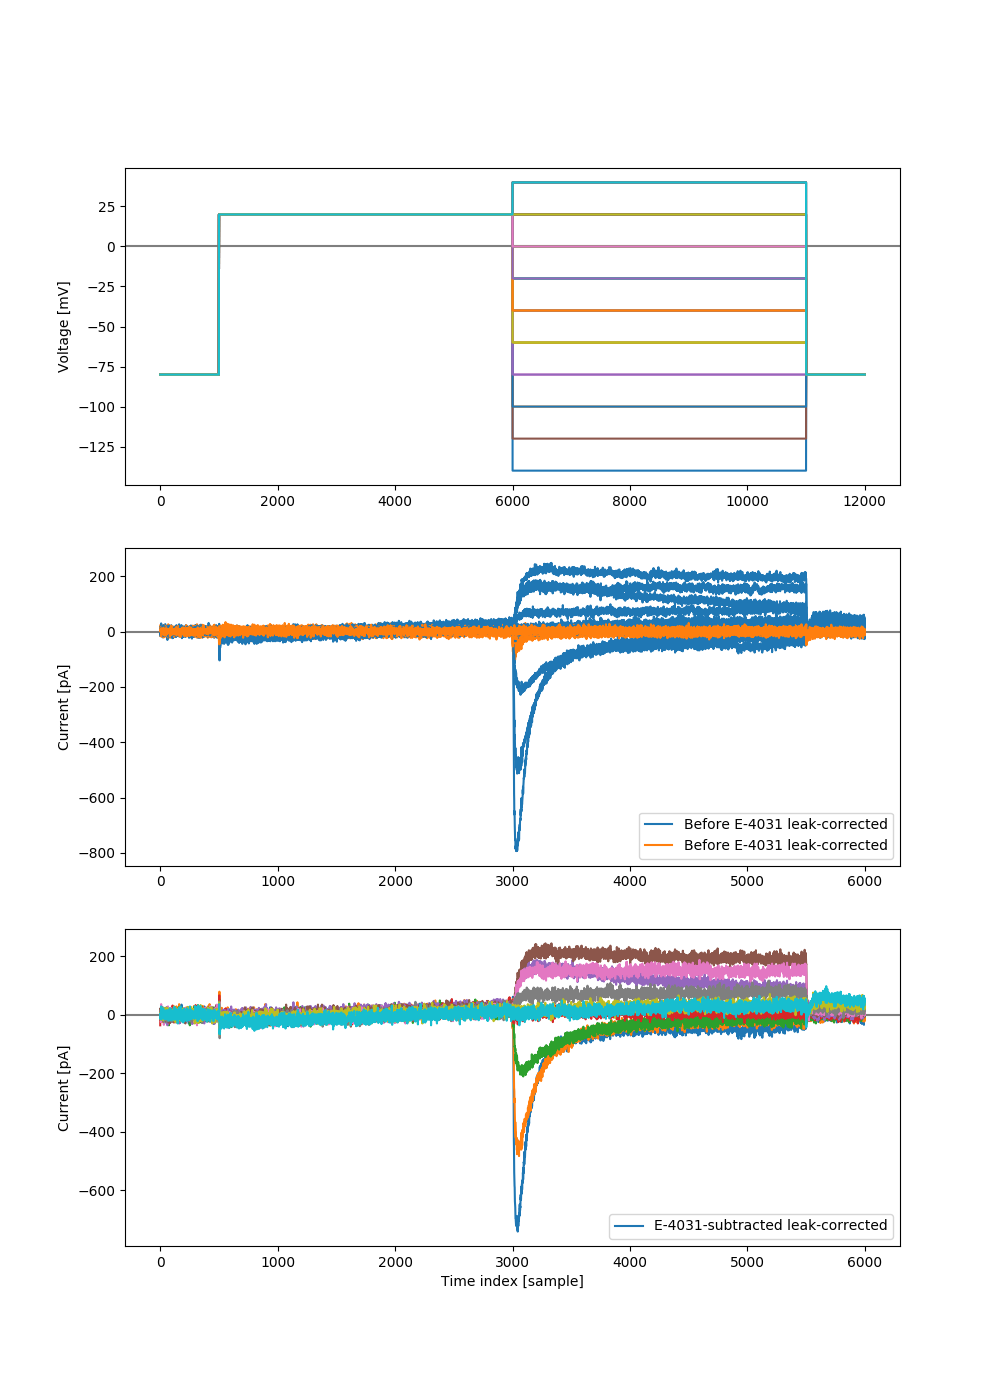 25
0
−25
−50
−75
−100
−125
Voltage [mV]
0 2000 4000 6000 8000 10000 12000
200
0
−200
−400
−600
−800
Current [pA]
Before E-4031 leak-corrected
Before E-4031 leak-corrected
0 1000 2000 3000 4000 5000 6000
200
0
−200
−400
−600
Current [pA]
E-4031-subtracted leak-corrected
0 1000 2000 3000 4000 5000 6000
Time index [sample]